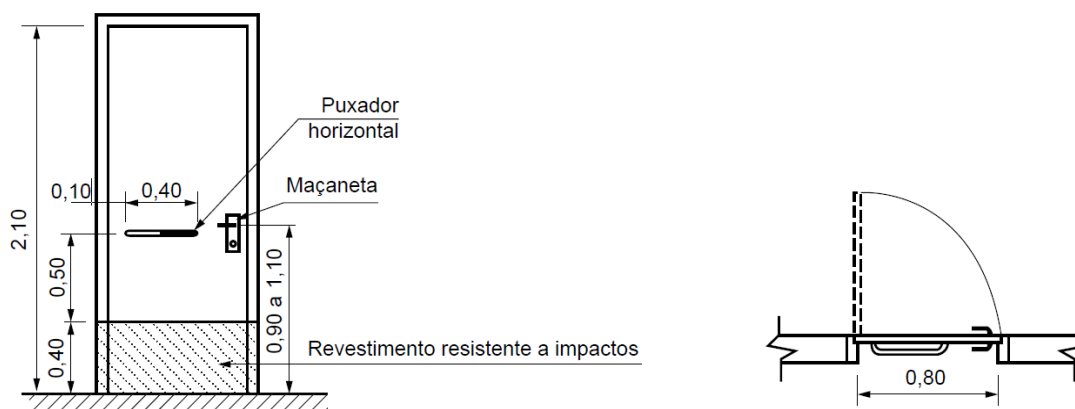 2,10
0,10
0,40
0,50
0,40
Puxador
horizontal
Maçaneta
0,90 a 1,10
Revestimento resistente a impactos
0,80